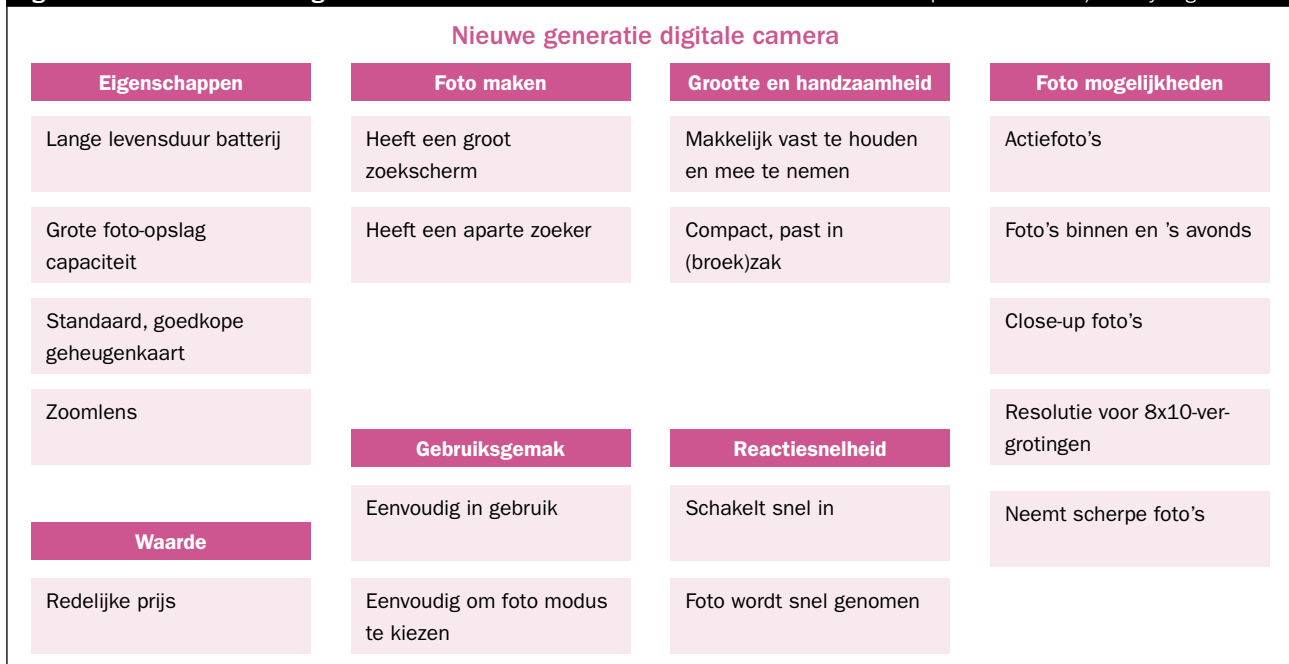 Nieuwe generatie digitale camera
Eigenschappen
Lange levensduur batterij
Grote foto-opslag
capaciteit
Standaard, goedkope
geheugenkaart
Zoomlens
Waarde
Redelijke prijs
Foto maken
Heeft een groot
zoekscherm
Heeft een aparte zoeker
Gebruiksgemak
Eenvoudig in gebruik
Eenvoudig om foto modus
te kiezen
Grootte en handzaamheid
Makkelijk vast te houden
en mee te nemen
Compact, past in
(broek)zak
Reactiesnelheid
Schakelt snel in
Foto wordt snel genomen
Foto mogelijkheden
Actiefoto’s
Foto’s binnen en ’s avonds
Close-up foto’s
Resolutie voor 8x10-ver-
grotingen
Neemt scherpe foto’s